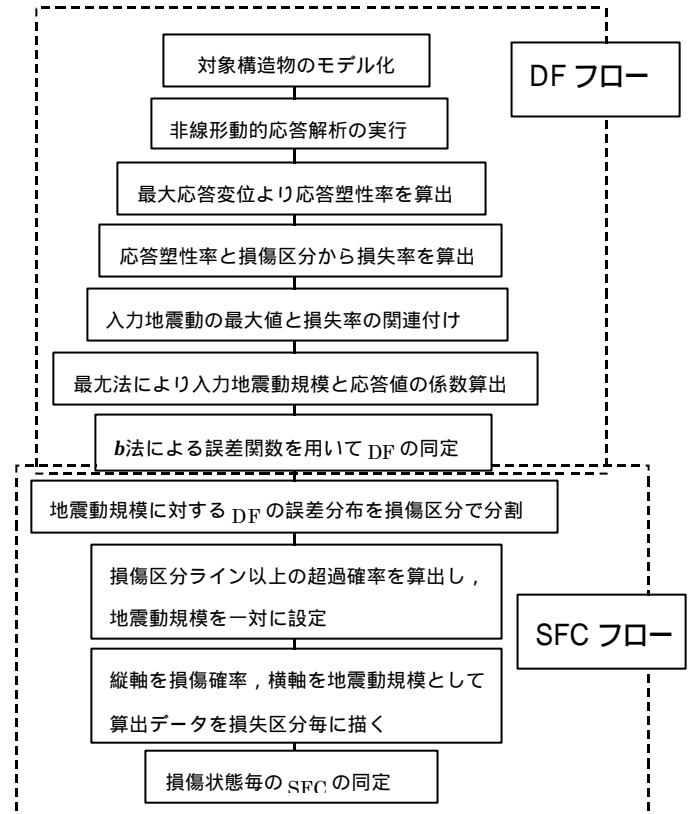 対象構造物のモデル化
DF フロー
非線形動的応答解析の実行
最大応答変位より応答塑性率を算出
応答塑性率と損傷区分から損失率を算出
入力地震動の最大値と損失率の関連付け
最尤法により入力地震動規模と応答値の係数算出
b法による誤差関数を用いて DF の同定
地震動規模に対する DF の誤差分布を損傷区分で分割
損傷区分ライン以上の超過確率を算出し，
地震動規模を一対に設定
SFC フロー
縦軸を損傷確率，横軸を地震動規模として
算出データを損失区分毎に描く
損傷状態毎の SFC の同定